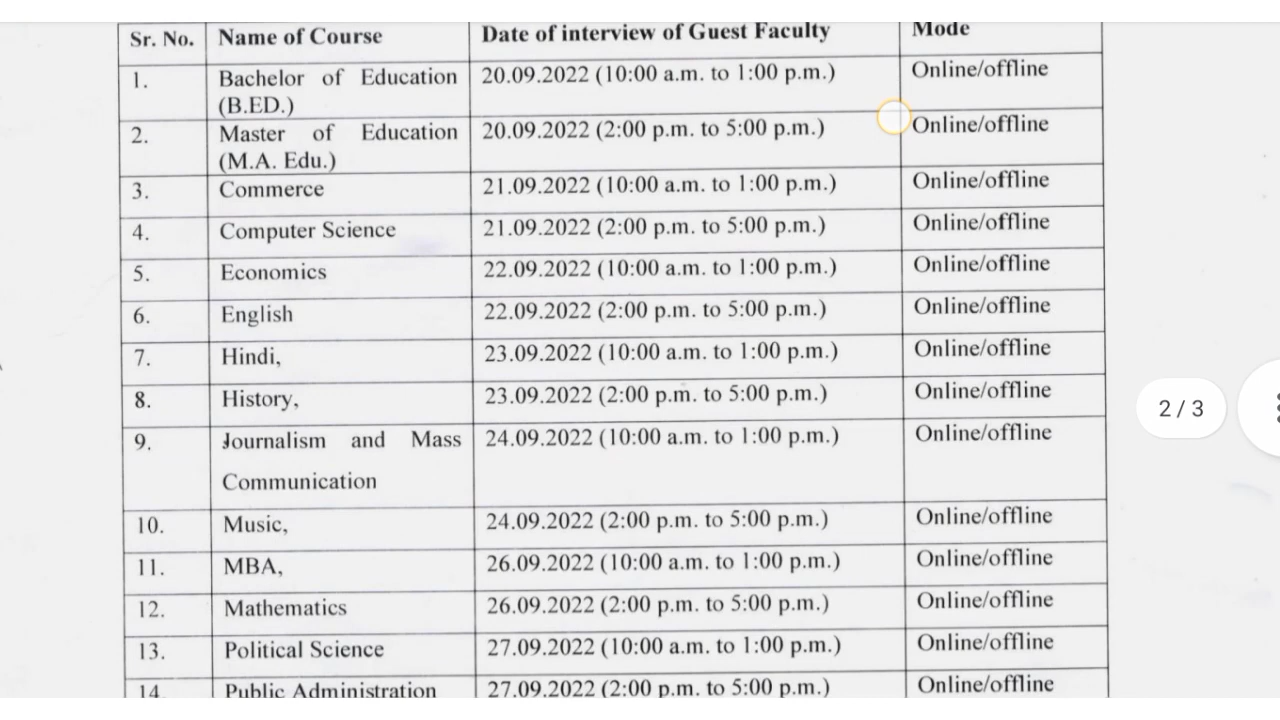 Sr. No. Name of Course Date of interview of Guest Faculty Mode
1. Bachelor of Education 20.09.2022 (10:00 a.m. to 1:00 p.m.) Online/offline
(B.ED.)
2. Master of Education 20.09.2022 (2:00 p.m. to 5:00 p.m.) Online/offline
(M.A. Edu.)
3. Commerce 21.09.2022 (10:00 a.m. to 1:00 p.m.) Online/offline
4. Computer Science 21.09.2022 (2:00 p.m. to 5:00 p.m.) Online/offline
5. Economics 22.09.2022 (10:00 a.m. to 1:00 p.m.) Online/offline
6. English 22.09.2022 (2:00 p.m. to 5:00 p.m.) Online/offline
7. Hindi, 23.09.2022 (10:00 a.m. to 1:00 p.m.) Online/offline
8. History, 23.09.2022 (2:00 p.m. to 5:00 p.m.) Online/offline
2 / 3
9. Journalism and Mass 24.09.2022 (10:00 a.m. to 1:00 p.m.) Online/offline
Communication
10. Music, 24.09.2022 (2:00 p.m. to 5:00 p.m.) Online/offline
11. MBA, 26.09.2022 (10:00 a.m. to 1:00 p.m.) Online/offline
12. Mathematics 26.09.2022 (2:00 p.m. to 5:00 p.m.) Online/offline
13. Political Science 27.09.2022 (10:00 a.m. to 1:00 p.m.) Online/offline
14. Public Administration 27.09.2022 (2:00 p.m. to 5:00 p.m.) Online/offline